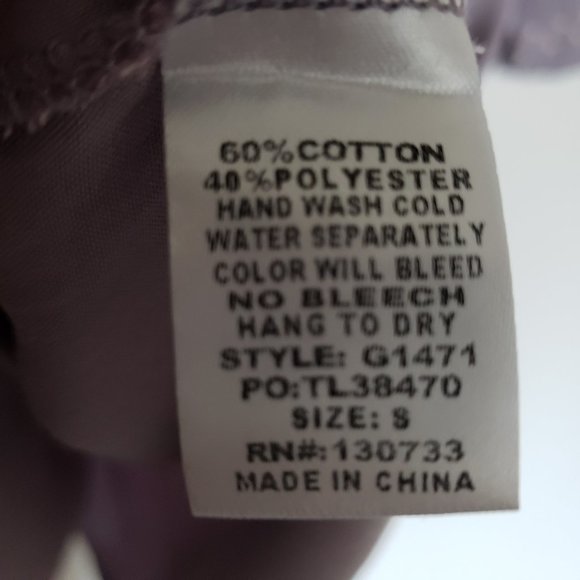 60%COTTON
40%POLYESTER
HAND WASH COLD
WATER SEPARATELY
COLOR WILL BLEED
NO BLEECH
HANG TO DRY
STYLE: G1471
PO:TL38470
SIZE: S
RN#:130733
MADE IN CHINA